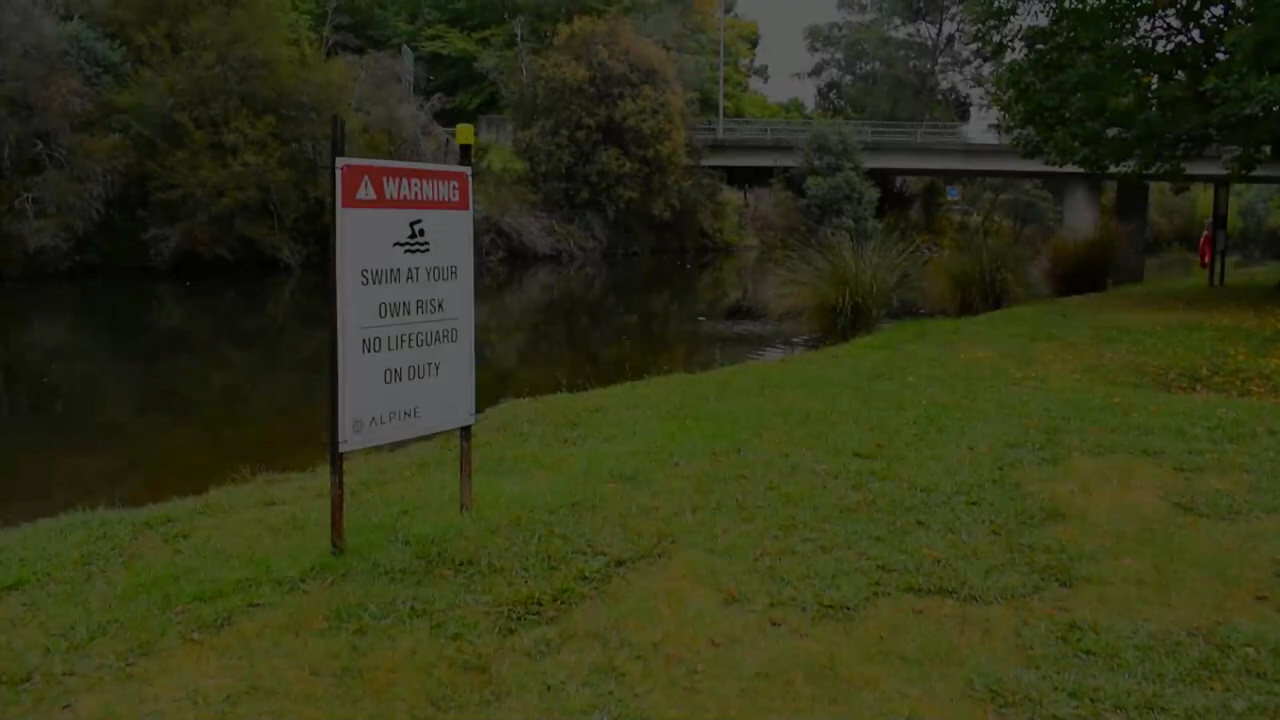 WARNING
SWIM AT YOUR
OWN RISK
NO LIFEGUARD
ON DUTY
ALPINE